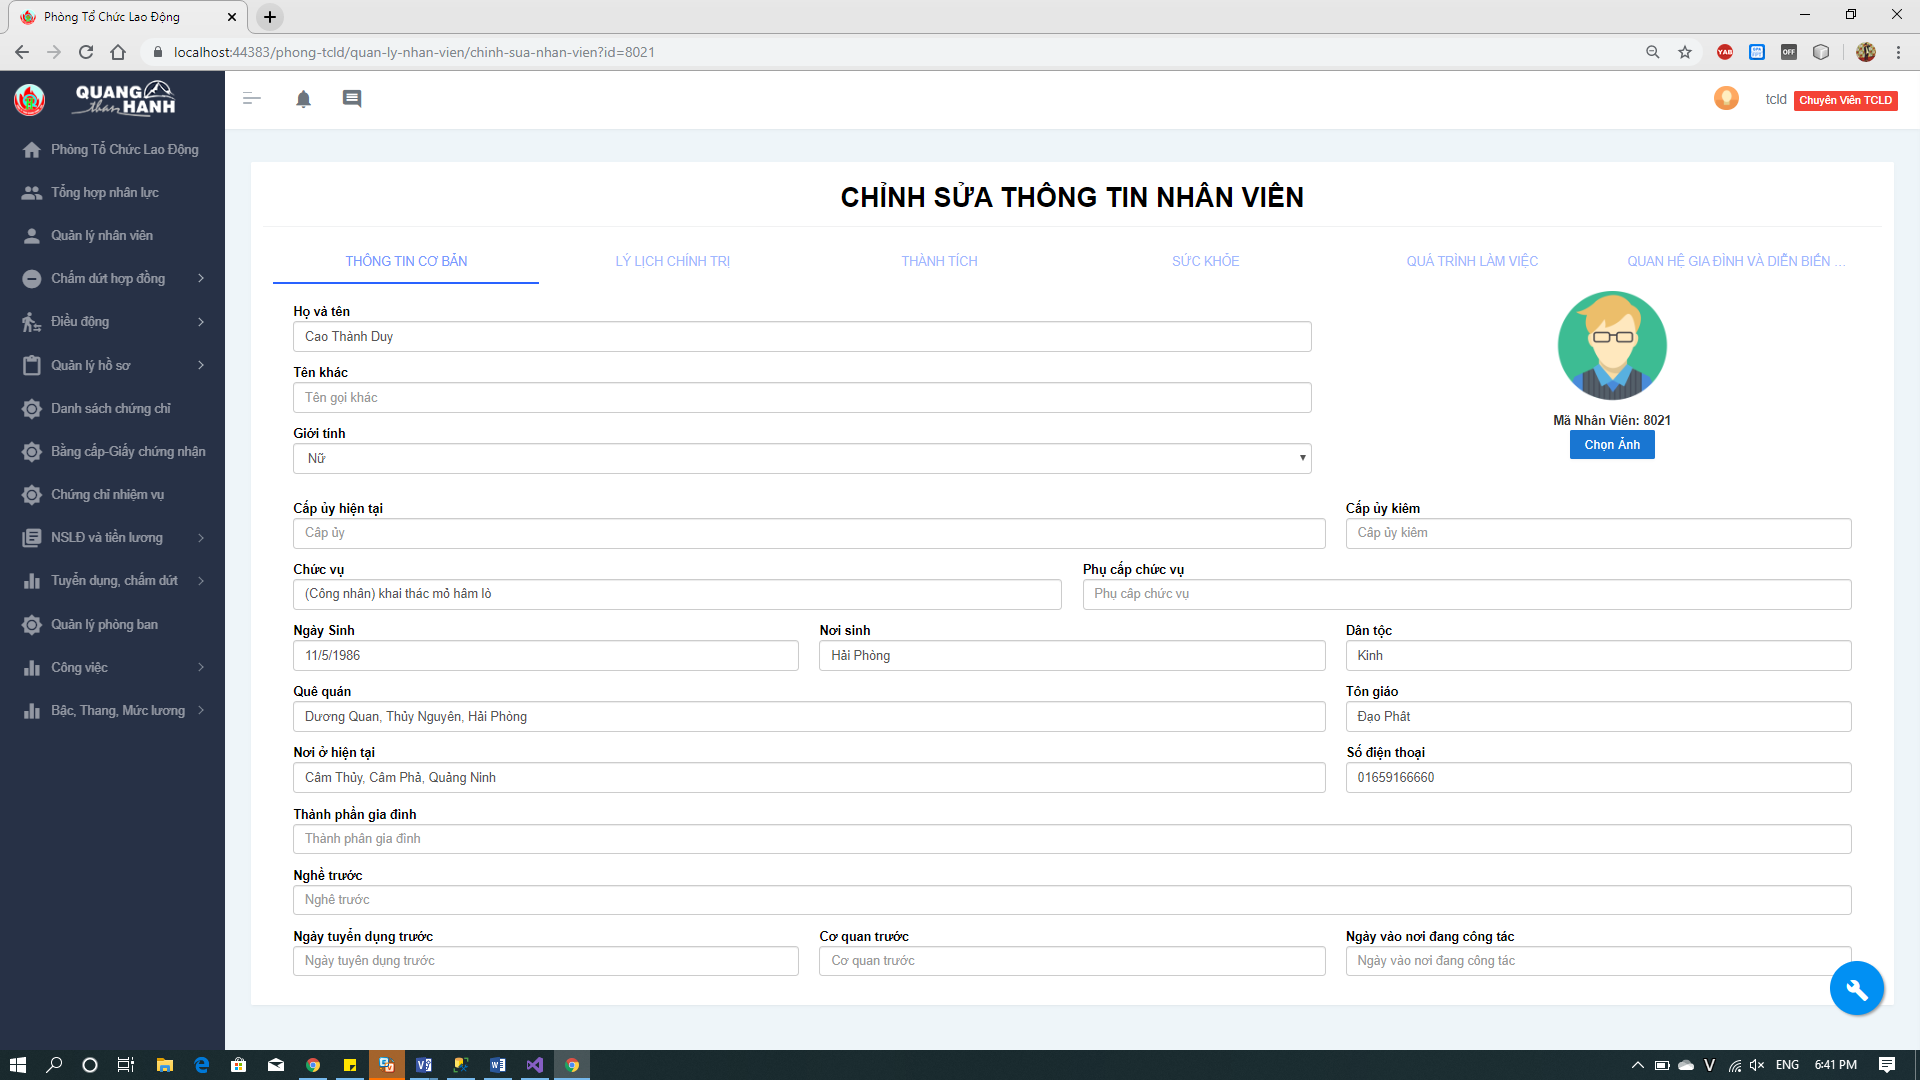 Phòng Tổ Chức Lao Động
localhost:44383/phong-tcld/quan-ly-nhan-vien/chinh-sua-nhan-vien?id=8021
YAB
OFF
QUANG
than HANH
tcld Chuyên Viên TCLD
Phòng Tổ Chức Lao Động
Tổng hợp nhân lực
Quản lý nhân viên
Chấm dứt hợp đồng
Điều động
Quản lý hồ sơ
Danh sách chứng chỉ
Bằng cấp-Giấy chứng nhận
Chứng chỉ nhiệm vụ
NSLĐ và tiền lương
Tuyển dụng, chấm dứt
Quản lý phòng ban
Công việc
Bậc, Thang, Mức lương
CHỈNH SỬA THÔNG TIN NHÂN VIÊN
THÔNG TIN CƠ BẢN LÝ LỊCH CHÍNH TRỊ THÀNH TÍCH SỨC KHỎE QUÁ TRÌNH LÀM VIỆC QUAN HỆ GIA ĐÌNH VÀ DIỄN BIẾN ...
Họ và tên
Cao Thành Duy
Tên khác
Tên gọi khác
Giới tính
Nữ
Mã Nhân Viên: 8021
Chọn Ảnh
Cấp ủy hiện tại Cấp ủy kiêm
Cấp ủy Cấp ủy kiêm
Chức vụ Phụ cấp chức vụ
(Công nhân) khai thác mỏ hầm lò Phụ cấp chức vụ
Ngày Sinh Nơi sinh Dân tộc
11/5/1986 Hải Phòng Kinh
Quê quán Tôn giáo
Dương Quan, Thủy Nguyên, Hải Phòng Đạo Phật
Nơi ở hiện tại Số điện thoại
Cẩm Thủy, Cẩm Phả, Quảng Ninh 01659166660
Thành phần gia đình
Thành phần gia đình
Nghề trước
Nghề trước
Ngày tuyển dụng trước Cơ quan trước Ngày vào nơi đang công tác
Ngày tuyển dụng trước Cơ quan trước Ngày vào nơi đang công tác
V ENG 6:41 PM